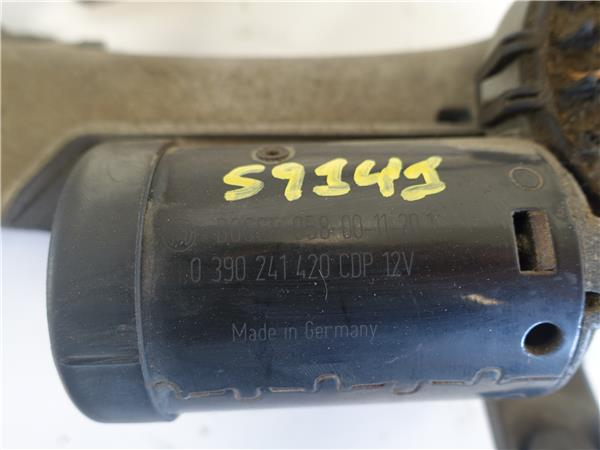 59141
BOSCH 058 00-11-20 1
0 390 241 420 CDP 12V
Made in Germany